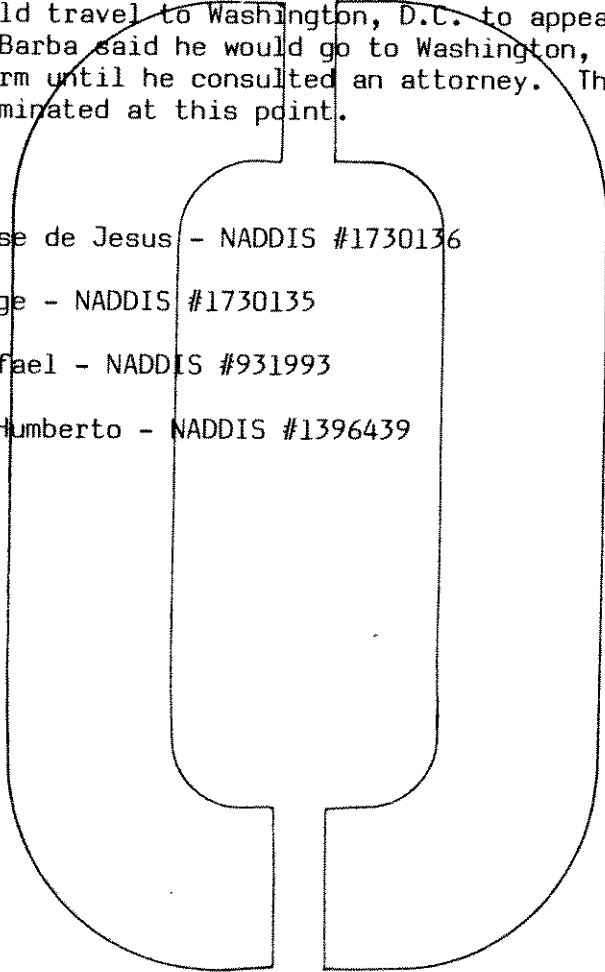 ld travel to Washington, D.C. to appea
Barba said he would go to Washington,
rm until he consulted an attorney. Th
minated at this point.
se de Jesus - NADDIS #1730136
ge - NADDIS #1730135
fael - NADDIS #931993
Humberto - NADDIS #1396439